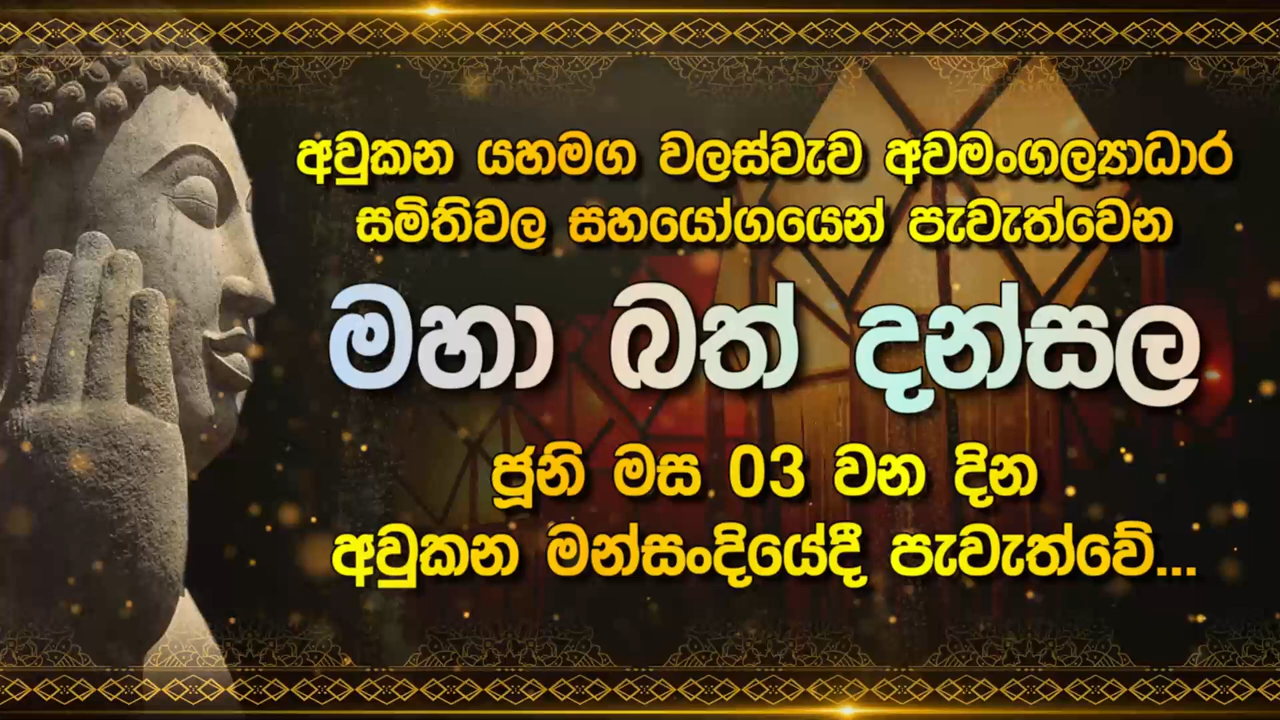 අවුකන යහමග වලස්වැව අවමංගල්‍යාධාර
සමිතිවල සහයෝගයෙන් පැවැත්වෙන
මහා බත් දන්සල
ජූනි මස 03 වන දින
අවුකන මන්සංදියේදී පැවැත්වේ...